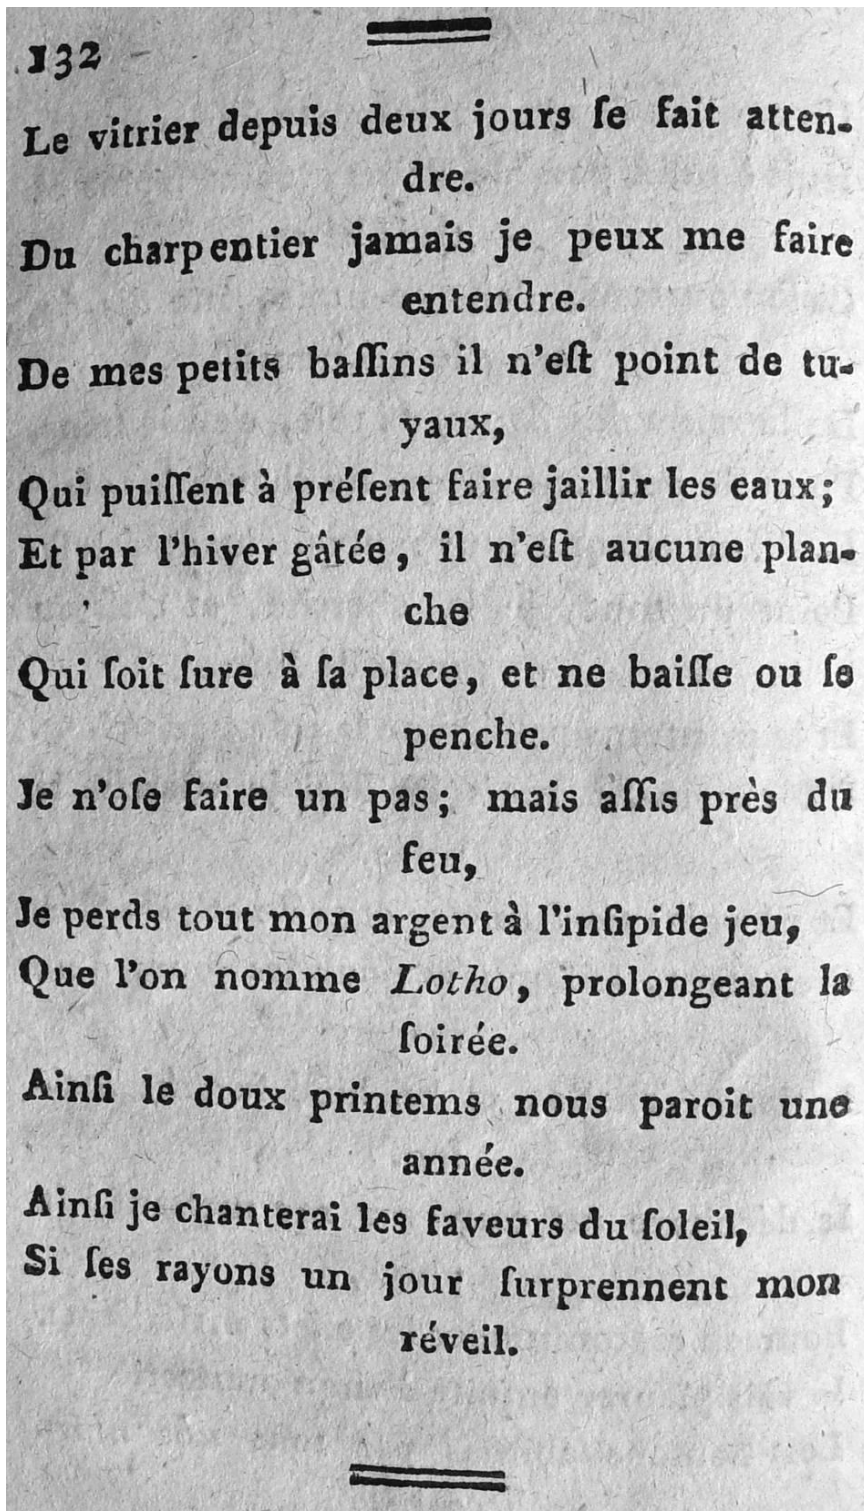 132
Le vitrier depuis deux jours ſe fait atten-
dre.
Du charpentier jamais je peux me faire
entendre.
De mes petits baſſins il n'eſt point de tu-
yaux,
Qui puiſſent à préſent faire jaillir les eaux;
Et par l'hiver gâtée, il n'eſt aucune plan-
che
Qui ſoit ſure à ſa place, et ne baiſſe ou ſe
penche.
Je n'oſe faire un pas; mais aſſis près du
feu,
Je perds tout mon argent à l'inſipide jeu,
Que l'on nomme Lotho, prolongeant la
ſoirée.
Ainſi le doux printems nous paroit une
année.
Ainſi je chanterai les faveurs du ſoleil,
Si ſes rayons un jour ſurprennent mon
réveil.